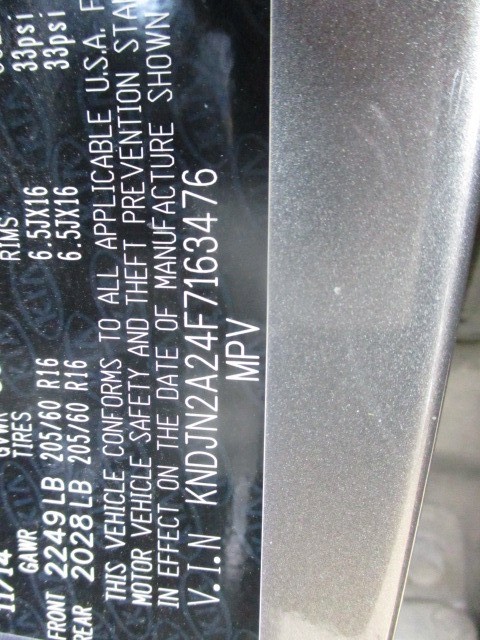 11/14
GAWR TIRES RIMS
FRONT 2249LB 205/60 R16 6.5JX16 33psi
REAR 2028LB 205/60 R16 6.5JX16 33psi
THIS VEHICLE CONFORMS TO ALL APPLICABLE U.S.A. F
MOTOR VEHICLE SAFETY AND THEFT PREVENTION STA
IN EFFECT ON THE DATE OF MANUFACTURE SHOWN
V.I.N KNDJN2A24F7163476
MPV